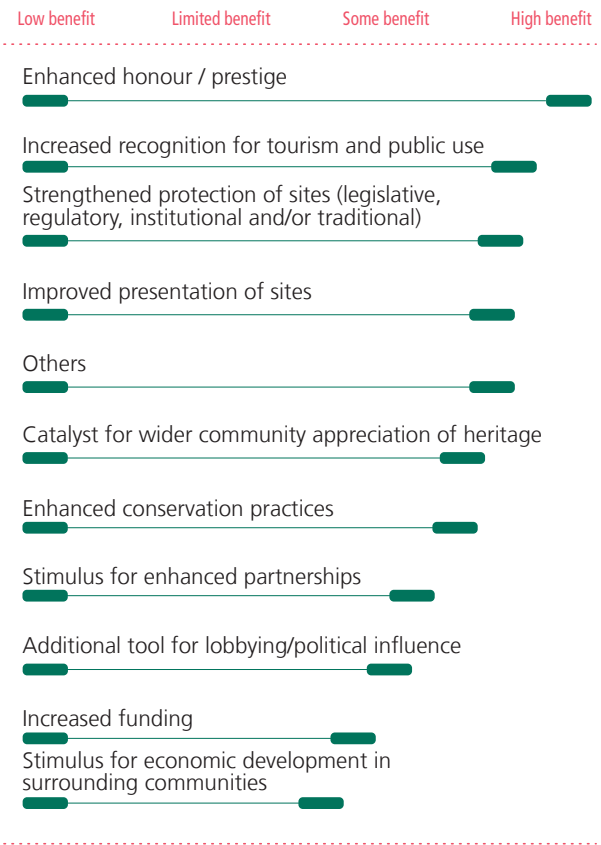 Low benefit Limited benefit Some benefit High benefit
Enhanced honour / prestige
Increased recognition for tourism and public use
Strengthened protection of sites (legislative,
regulatory, institutional and/or traditional)
Improved presentation of sites
Others
Catalyst for wider community appreciation of heritage
Enhanced conservation practices
Stimulus for enhanced partnerships
Additional tool for lobbying/political influence
Increased funding
Stimulus for economic development in
surrounding communities